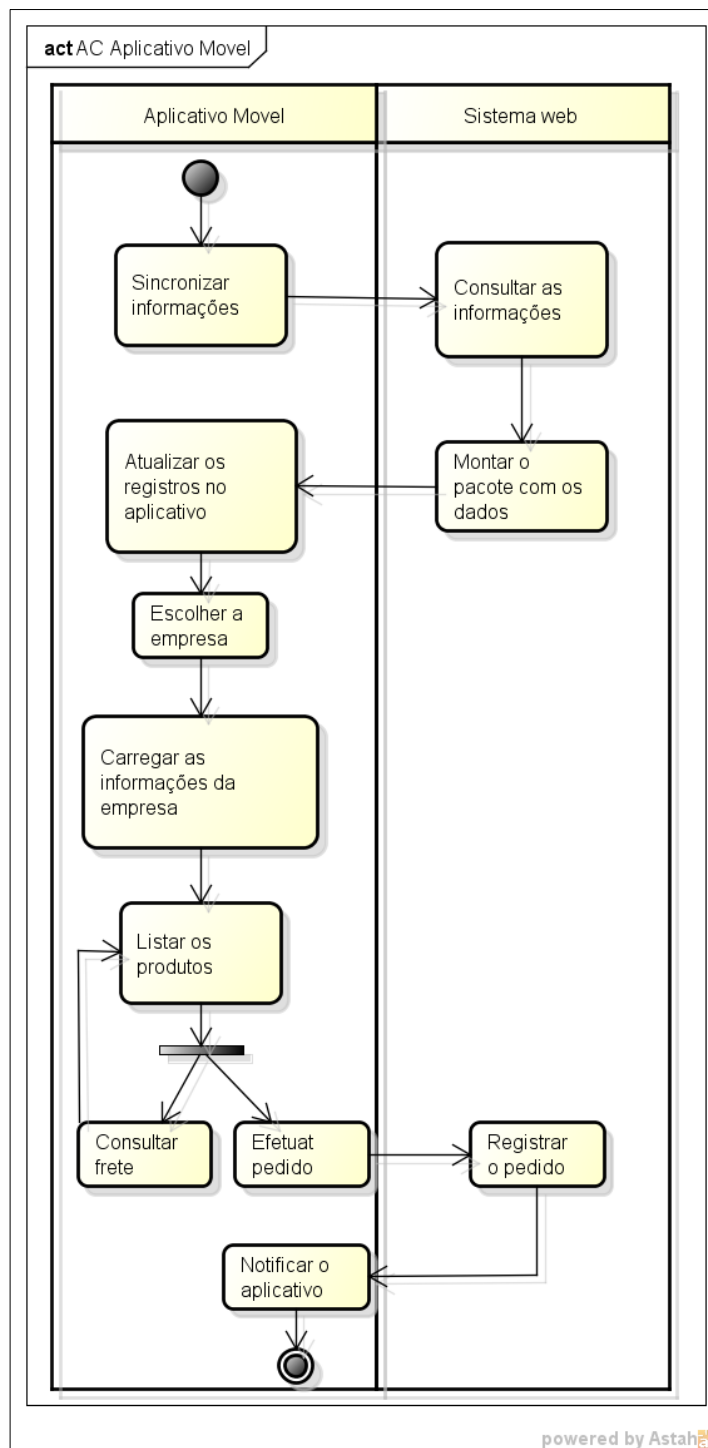 act AC Aplicativo Movel
Aplicativo Movel
Sistema web
Sincronizar
informações
Consultar as
informações
Atualizar os
registros no
aplicativo
Montar o
pacote com os
dados
Escolher a
empresa
Carregar as
informações da
empresa
Listar os
produtos
Consultar
frete
Efetuat
pedido
Registrar
o pedido
Notificar o
aplicativo
powered by Astah